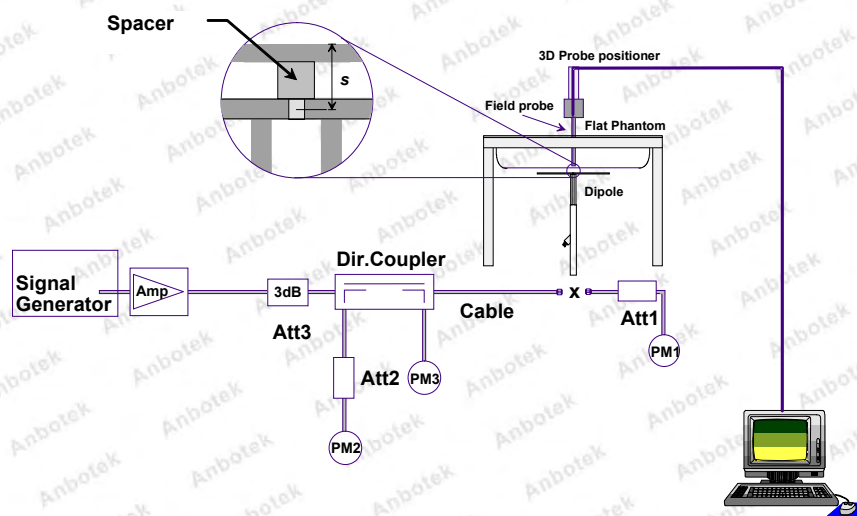 Spacer
s
3D Probe positioner
Field probe
Flat Phantom
Dipole
Dir.Coupler
Signal
Generator
Amp
3dB
Att3
Cable
x
Att1
PM1
Att2
PM3
PM2
Anbotek